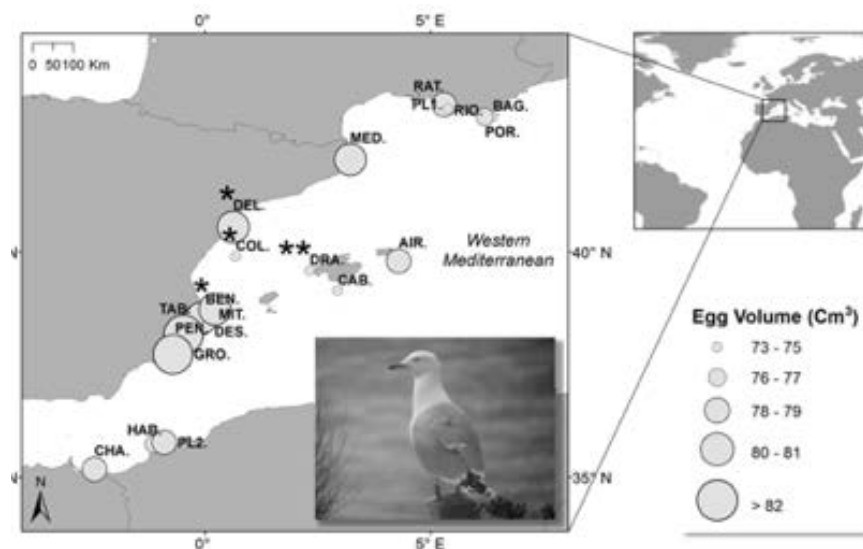 0° 5° E
0 50100 Km
RAT.
PL1. RIO. BAG.
POR.
MED.
*
DEL.
*
COL.
* *
DRA.
AIR.
CAB.
Western
Mediterranean
40° N
*
BEN.
TAB.
MIT.
PEN.
DES.
GRO.
HAB.
PL2.
CHA.
35° N
N
0° 5° E
Egg Volume (Cm³)
73 - 75
76 - 77
78 - 79
80 - 81
> 82